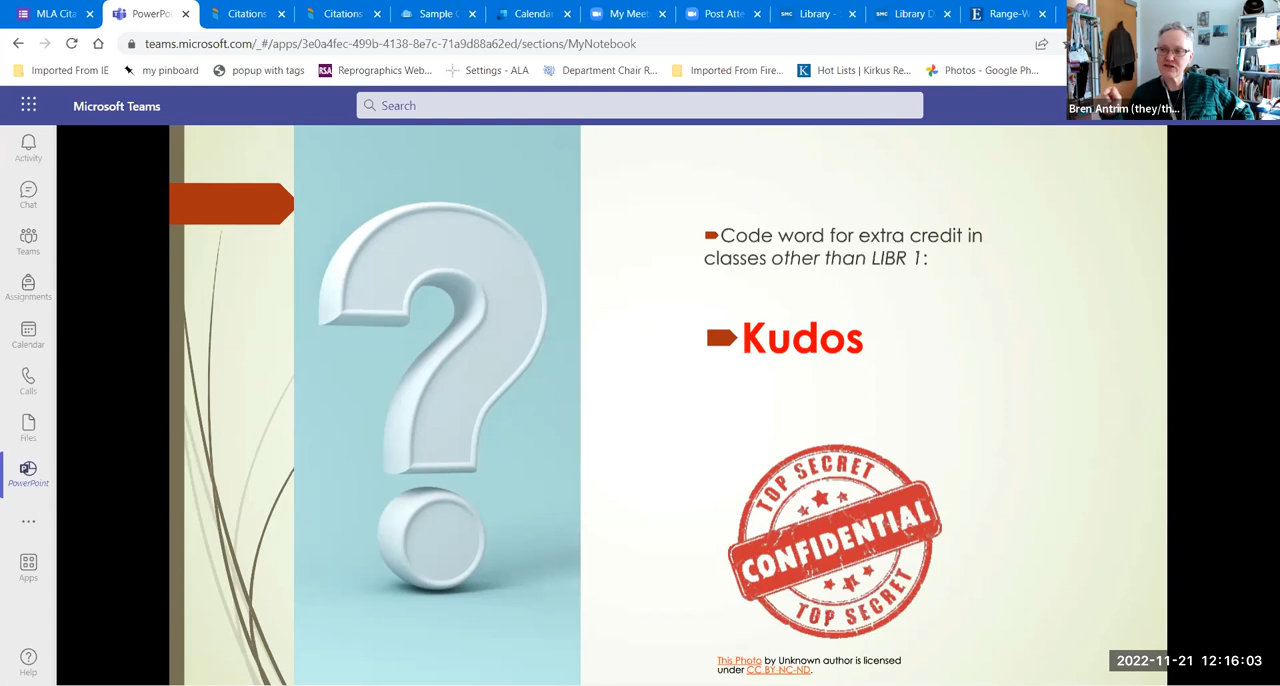 MLA Cita
PowerPoi
Citations
Citations
Sample C
Calenda
My Meet
Post Atte
Library -
Library D
Range-W
teams.microsoft.com/_#/apps/3e0a4fec-499b-4138-8e7c-71a9d88a62ed/sections/MyNotebook
Imported From IE
my pinboard
popup with tags
Reprographics Web...
Settings - ALA
Department Chair R...
Imported From Fire...
Hot Lists | Kirkus Re...
Photos - Google Ph...
Bren Antrim (they/th...
Microsoft Teams
Search
Activity
Chat
Teams
Assignments
Calendar
Calls
Files
PowerPoint
Apps
Help
Code word for extra credit in
classes other than LIBR 1:
Kudos
TOP SECRET
CONFIDENTIAL
TOP SECRET
This Photo by Unknown author is licensed
under CC BY-NC-ND.
2022-11-21 12:16:03